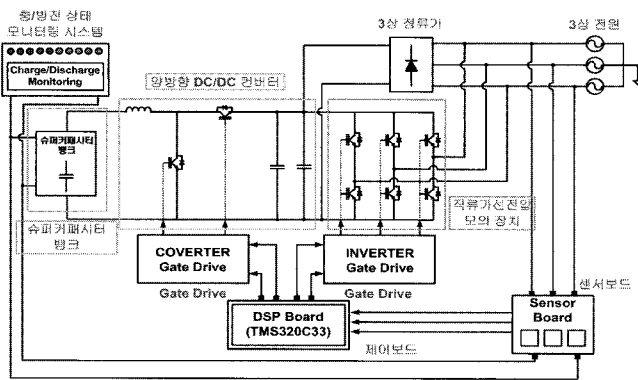 충/방전 상태
모니터링 시스템
Charge/Discharge
Monitoring
3상 정류기
3상 전원
양방향 DC/DC 컨버터
슈퍼커패시터
뱅크
슈퍼커패시터
뱅크
직류가선전압
모의 장치
COVERTER
Gate Drive
INVERTER
Gate Drive
Gate Drive
Gate Drive
DSP Board
(TMS320C33)
제어보드
센서보드
Sensor
Board